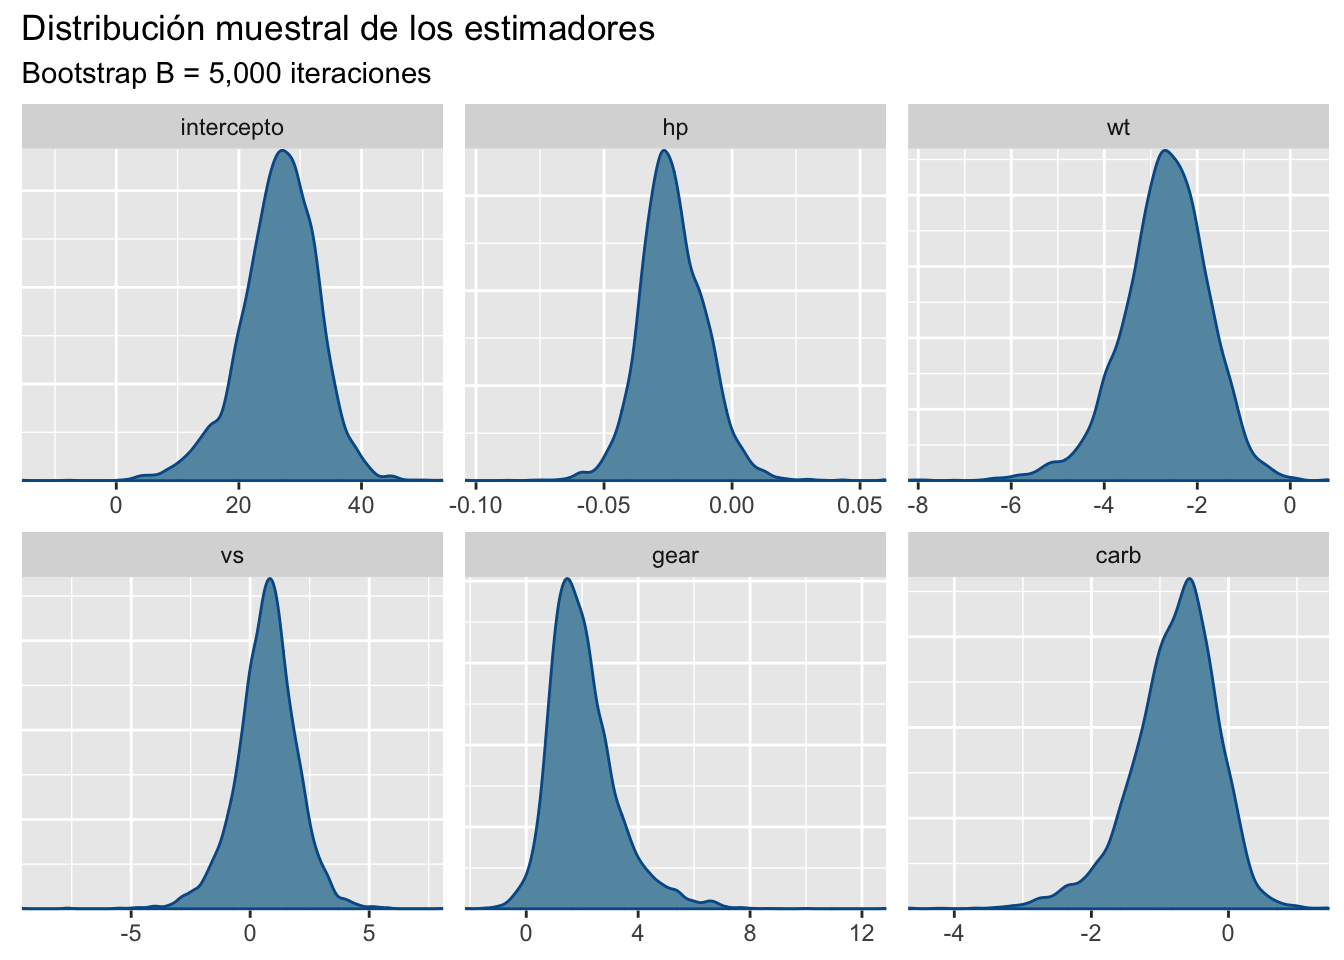 Distribución muestral de los estimadores
Bootstrap B = 5,000 iteraciones
intercepto hp wt
0 20 40 -0.10 -0.05 0.00 0.05 -8 -6 -4 -2 0
vs gear carb
-5 0 5 0 4 8 12 -4 -2 0